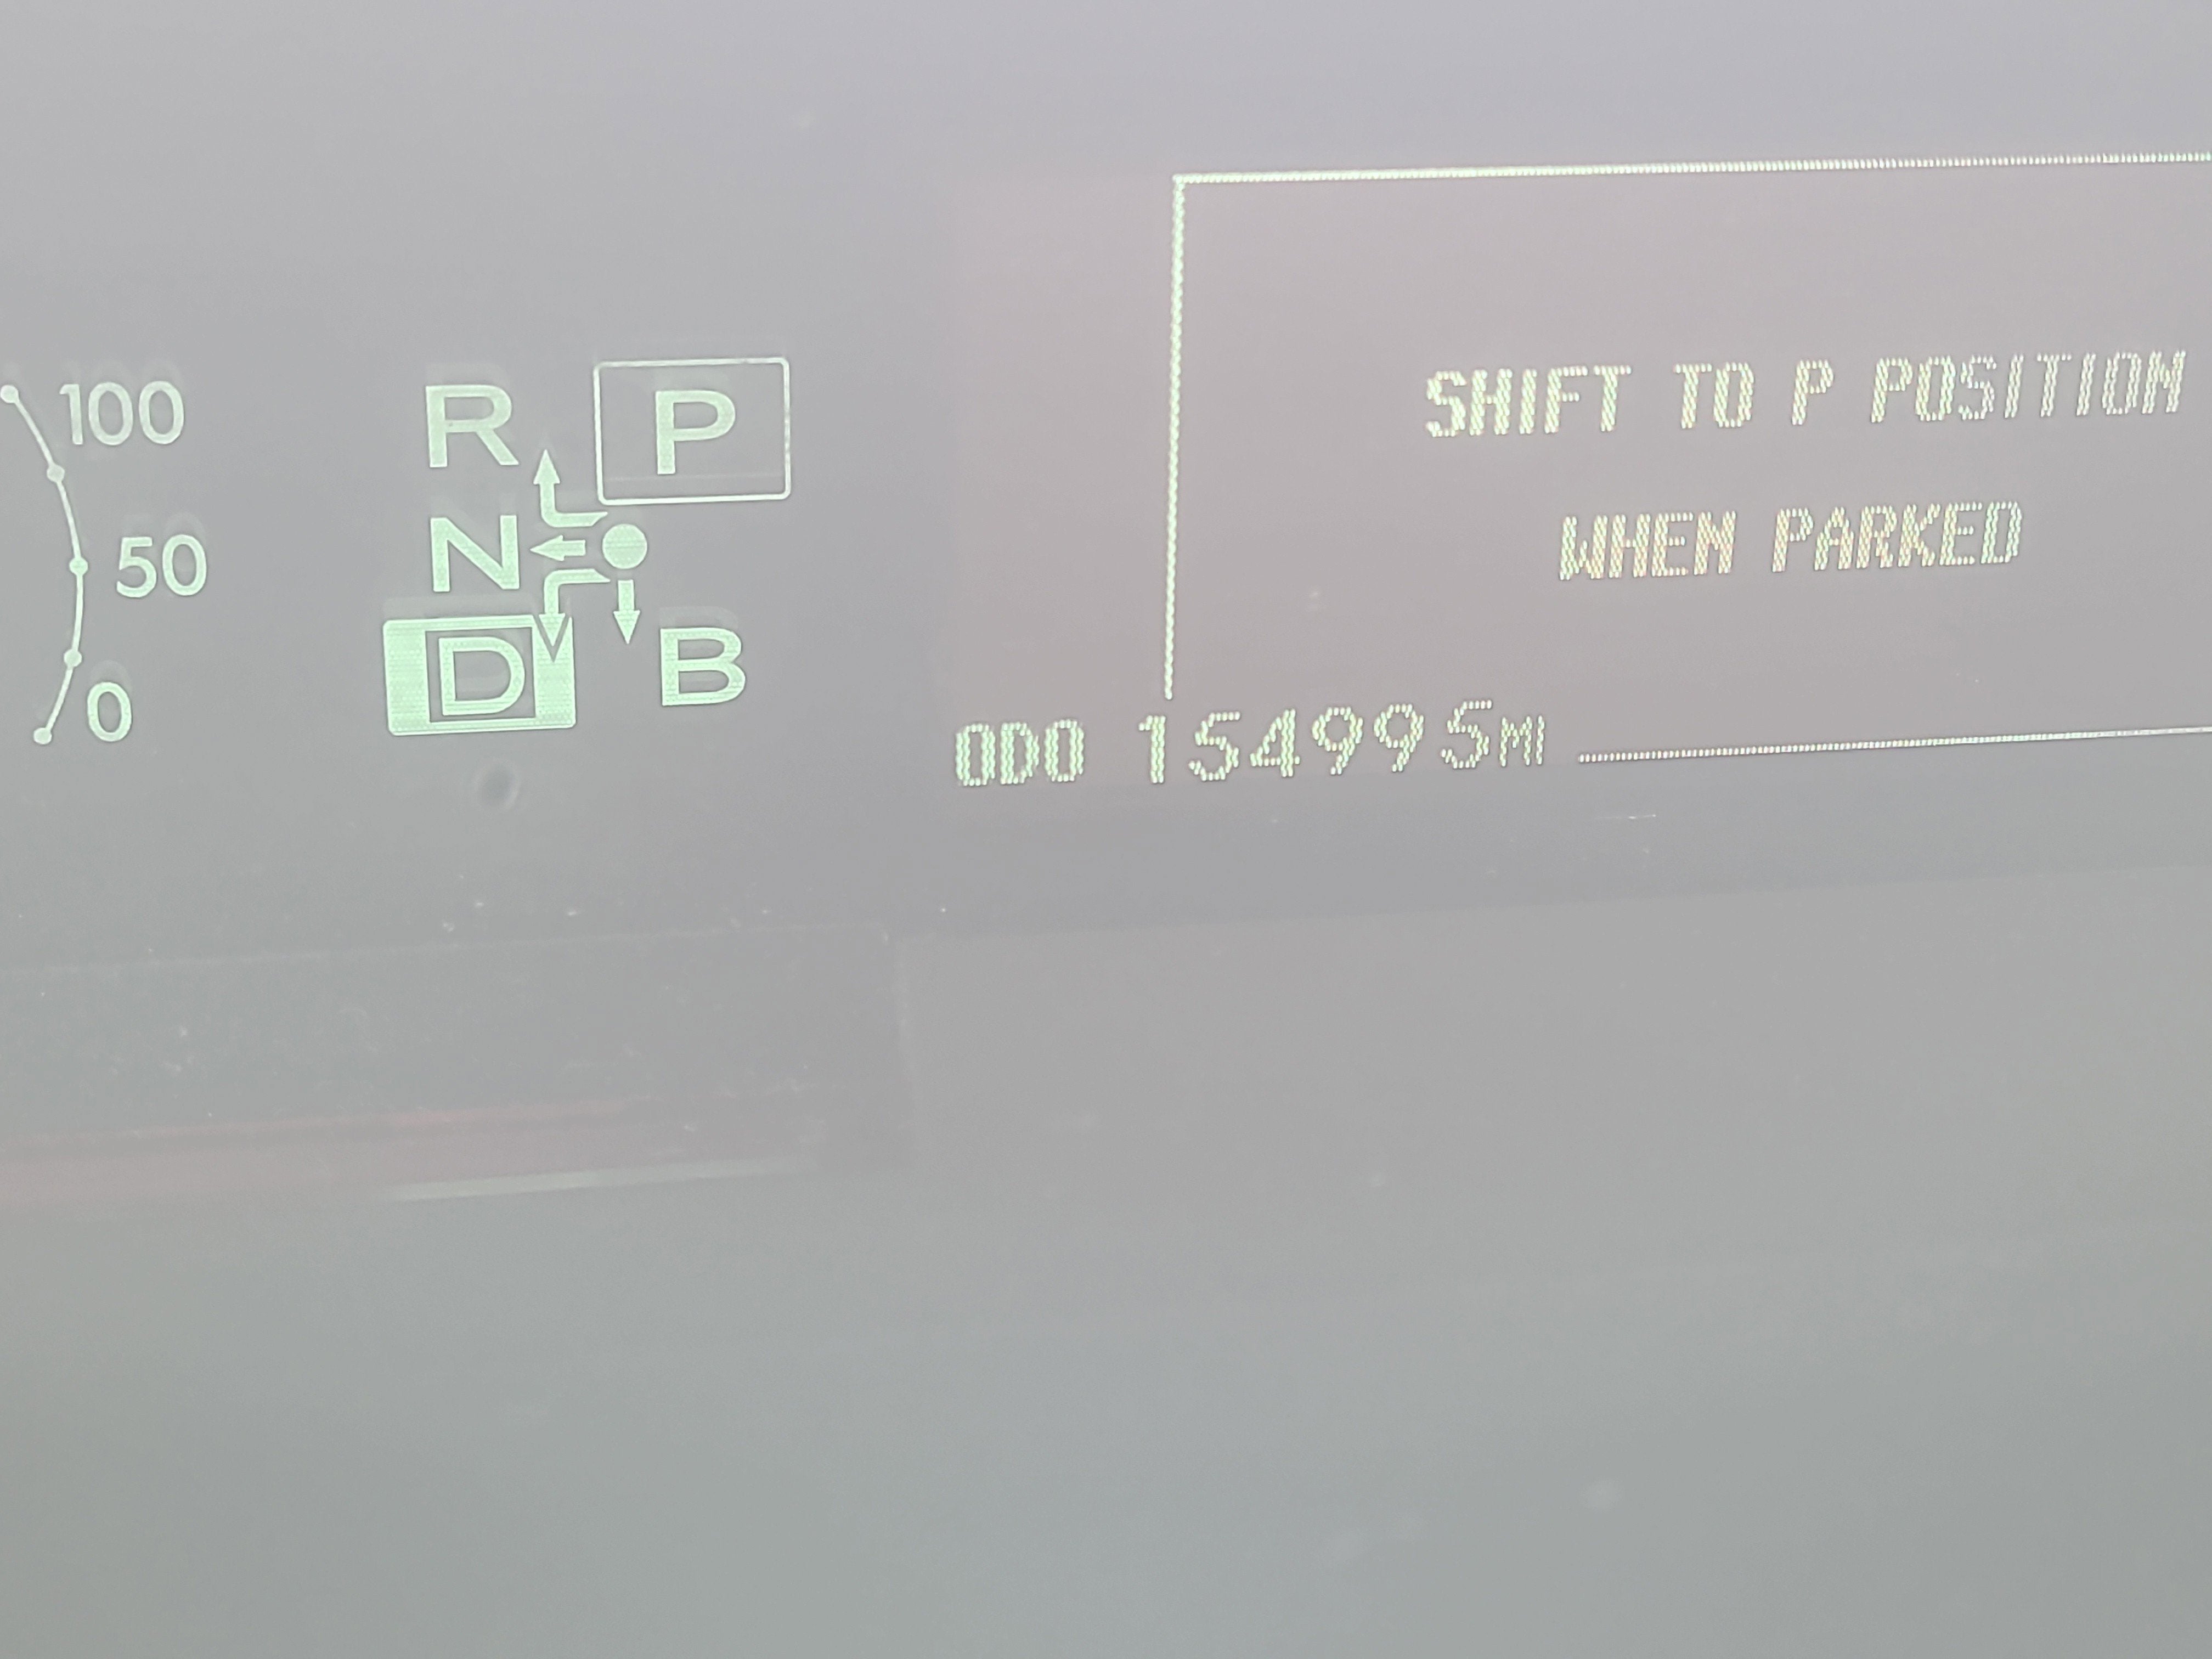 100
50
0
R
P
N
D
B
SHIFT TO P POSITION
WHEN PARKED
ODO 154995MI